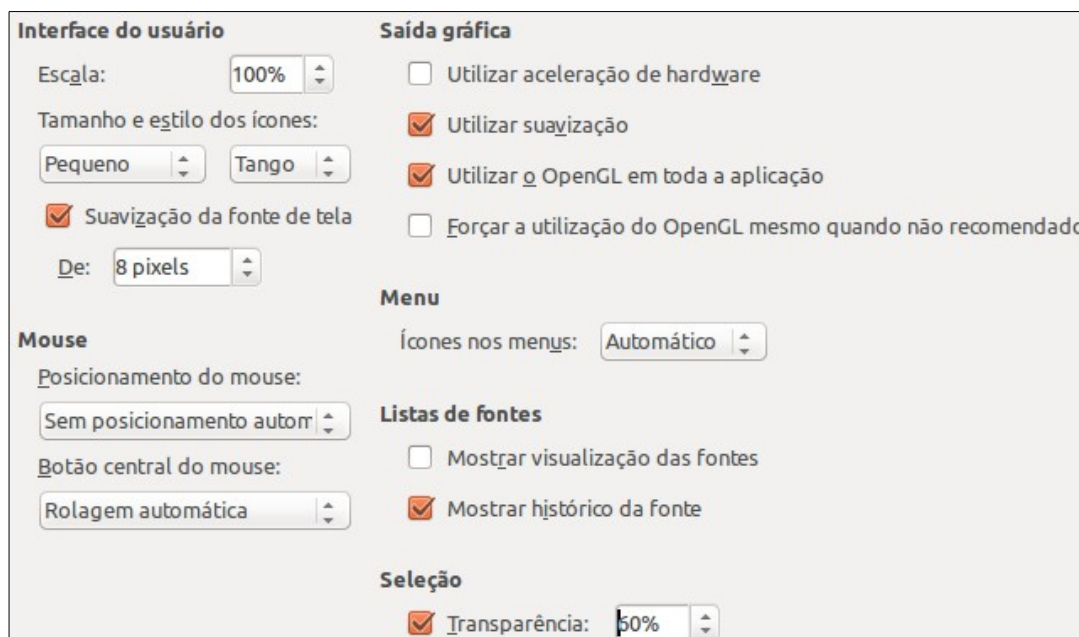 Interface do usuário
Escala:
100%
Tamanho e estilo dos ícones:
Pequeno
Tango
Suavização da fonte de tela
De:
8 pixels
Mouse
Posicionamento do mouse:
Sem posicionamento autom
Botão central do mouse:
Rolagem automática
Saída gráfica
Utilizar aceleração de hardware
Utilizar suavização
Utilizar o OpenGL em toda a aplicação
Forçar a utilização do OpenGL mesmo quando não recomendado
Menu
Ícones nos menus:
Automático
Listas de fontes
Mostrar visualização das fontes
Mostrar histórico da fonte
Seleção
Transparência:
60%